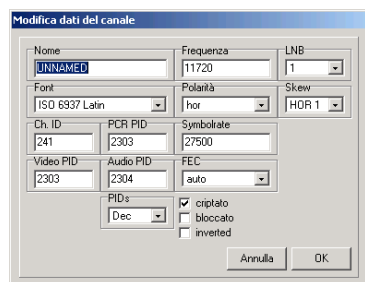 Modifica dati del canale
Nome Frequenza LNB
UNNAMED 11720 1
Font Polarità Skew
ISO 6937 Latin hor HOR 1
Ch. ID PCR PID Symbolrate
241 2303 27500
Video PID Audio PID FEC
2303 2304 auto
PIDs
Dec
criptato
bloccato
inverted
Annulla OK